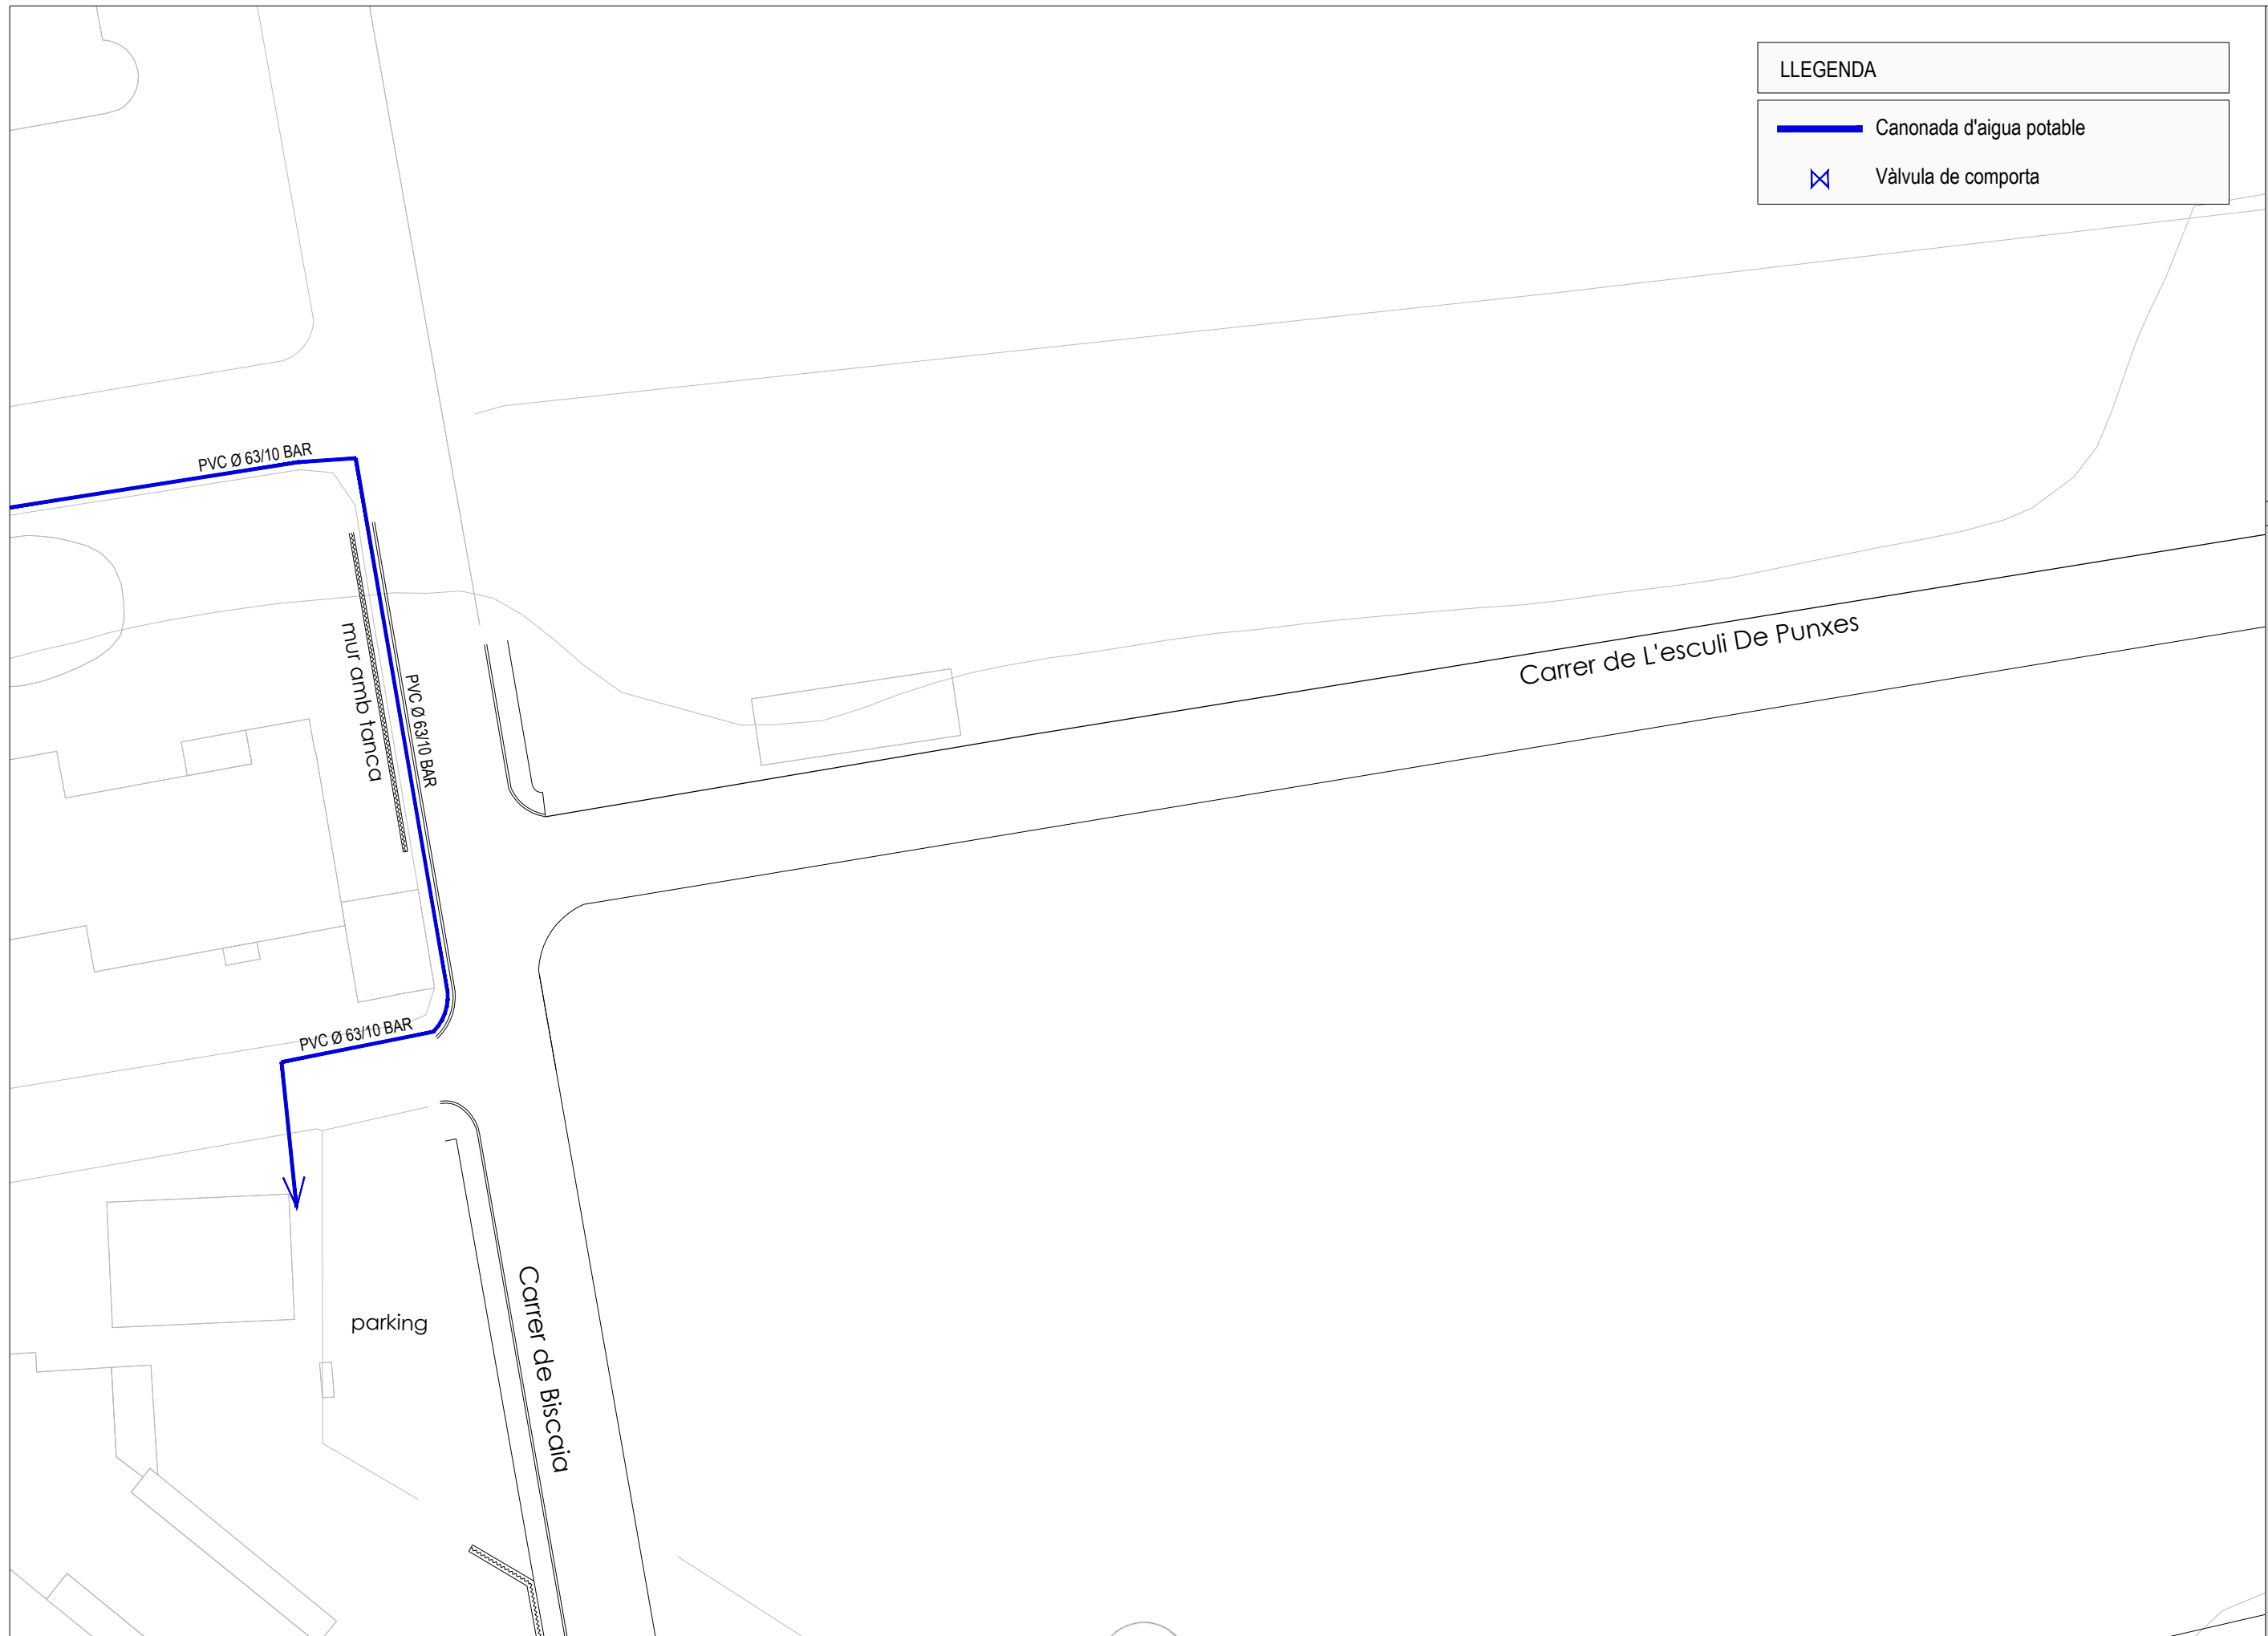 LLEGENDA
Canonada d'aigua potable
Vàlvula de comporta
PVC Ø 63/10 BAR
mur amb tanca
PVC Ø 63/10 BAR
Carrer de L'esculi De Punxes
PVC Ø 63/10 BAR
parking
Carrer de Biscaia